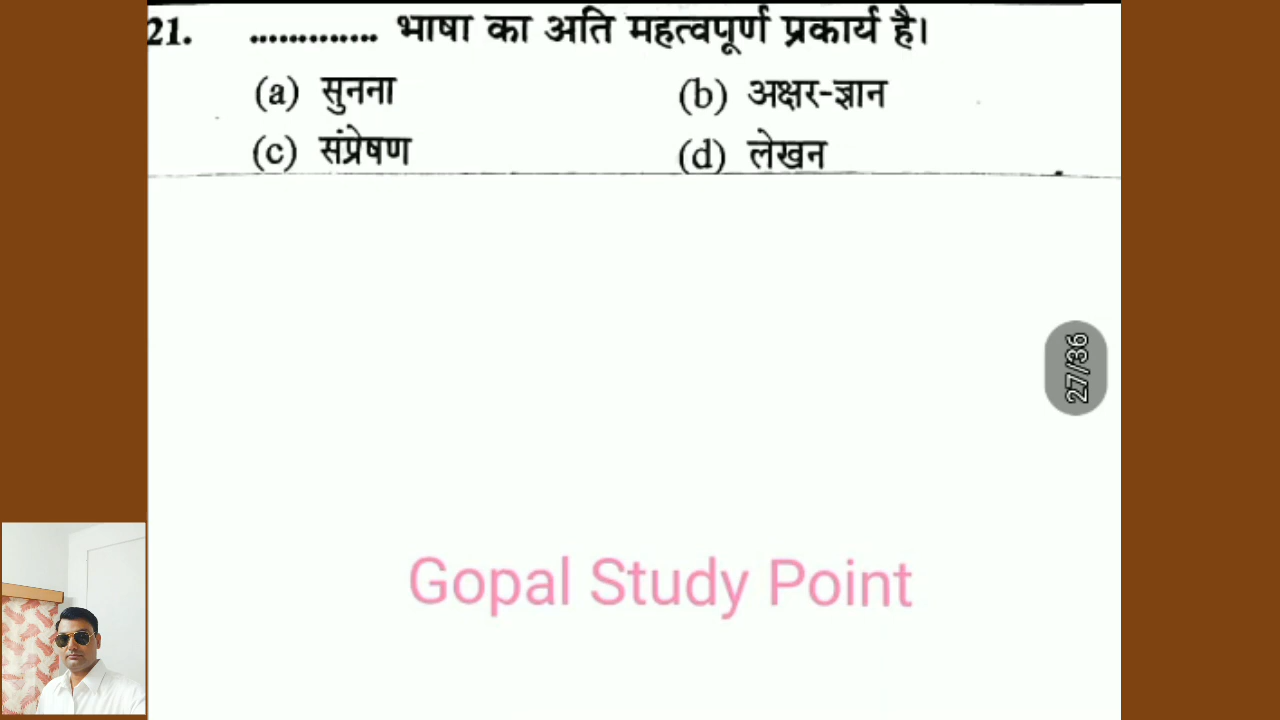 21. ............. भाषा का अति महत्वपूर्ण प्रकार्य है।
(a) सुनना (b) अक्षर-ज्ञान
(c) संप्रेषण (d) लेखन
27/36
Gopal Study Point